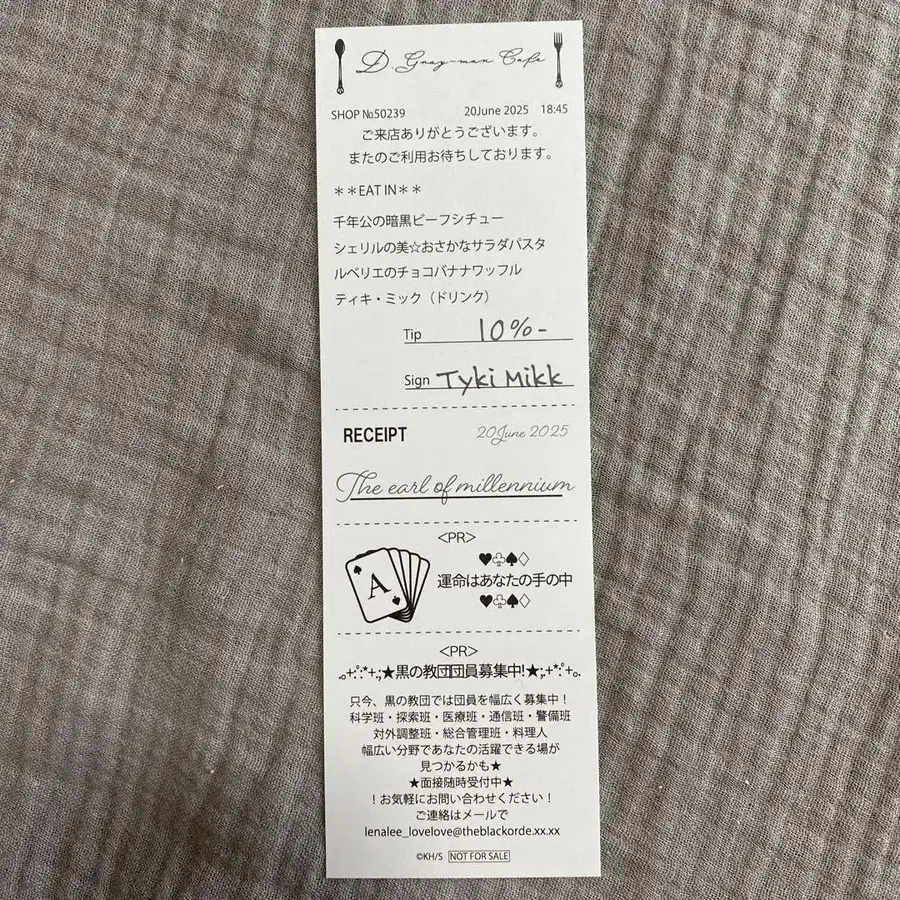 D.Gray-man Cafe
SHOP №50239 20June 2025 18:45
ご来店ありがとうございます。
またのご利用お待ちしております。
＊＊EAT IN＊＊
千年公の暗黒ビーフシチュー
シェリルの美☆おさかなサラダパスタ
ルベリエのチョコバナナワッフル
ティキ・ミック（ドリンク）
Tip 10%-
Sign Tyki Mikk
RECEIPT 20June 2025
The earl of millennium
<PR>
♥♧♠♢
A
運命はあなたの手の中
♥♧♠♢
<PR>
.｡+:ﾟ:*+.;★黒の教団団員募集中!★;.+*:ﾟ+｡.
只今、黒の教団では団員を幅広く募集中！
科学班・探索班・医療班・通信班・警備班
対外調整班・総合管理班・料理人
幅広い分野であなたの活躍できる場が
見つかるかも★
★面接随時受付中★
！お気軽にお問い合わせください！
ご連絡はメールで
lenalee_lovelove@theblackorde.xx.xx
©KH/S NOT FOR SALE